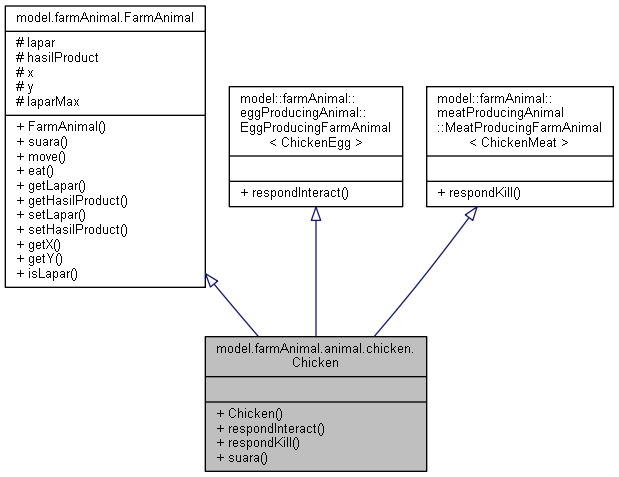 model.farmAnimal.FarmAnimal
# lapar
# hasilProduct
# x
# y
# laparMax
+ FarmAnimal()
+ suara()
+ move()
+ eat()
+ getLapar()
+ getHasilProduct()
+ setLapar()
+ setHasilProduct()
+ getX()
+ getY()
+ isLapar()
model::farmAnimal::
eggProducingAnimal::
EggProducingFarmAnimal
< ChickenEgg >
+ respondInteract()
model::farmAnimal::
meatProducingAnimal
::MeatProducingFarmAnimal
< ChickenMeat >
+ respondKill()
model.farmAnimal.animal.chicken.
Chicken
+ Chicken()
+ respondInteract()
+ respondKill()
+ suara()